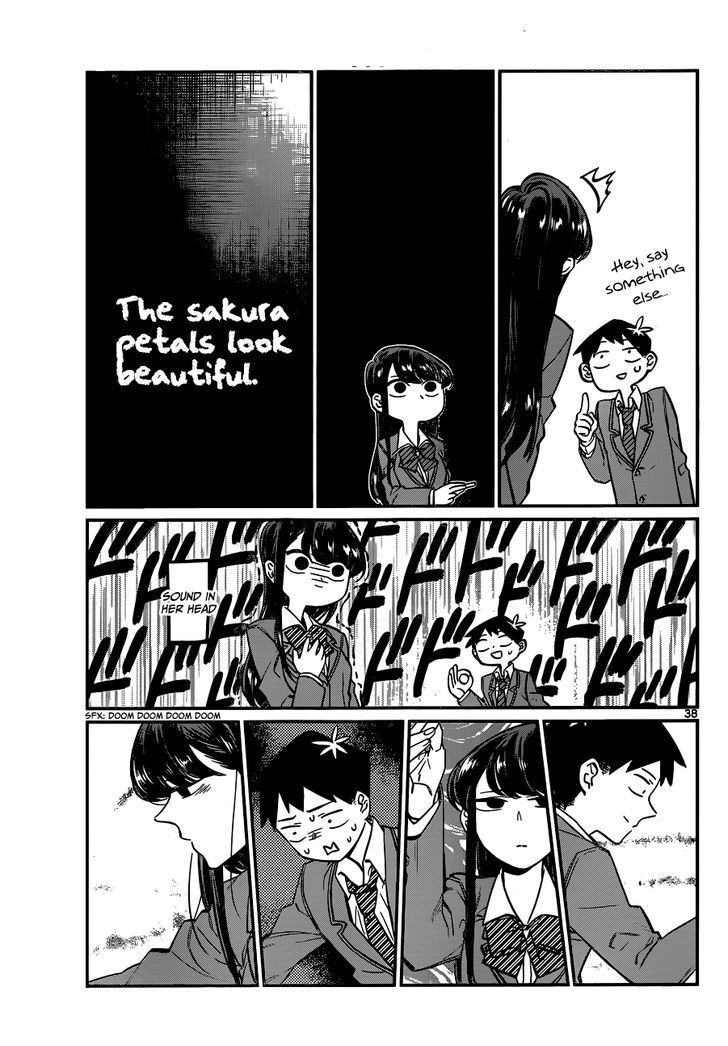 Hey, say
something
else...
The sakura
petals look
beautiful.
ドドドドドドドド
SOUND IN
HER HEAD
SFX: DOOM DOOM DOOM DOOM
38